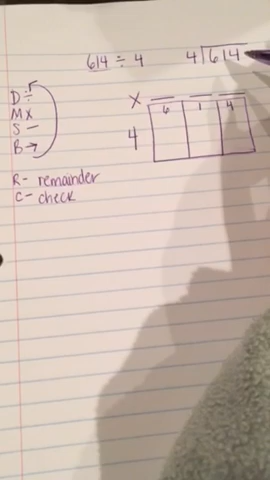 614 ÷ 4
4)614
D ÷
M X
S −
B →
X
6 1 4
4
R- remainder
C- check